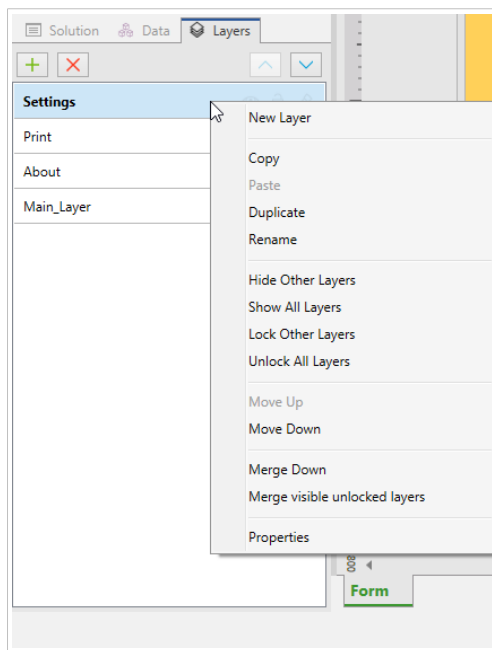 Solution Data Layers
Settings
Print
About
Main_Layer
New Layer
Copy
Paste
Duplicate
Rename
Hide Other Layers
Show All Layers
Lock Other Layers
Unlock All Layers
Move Up
Move Down
Merge Down
Merge visible unlocked layers
Properties
800
Form